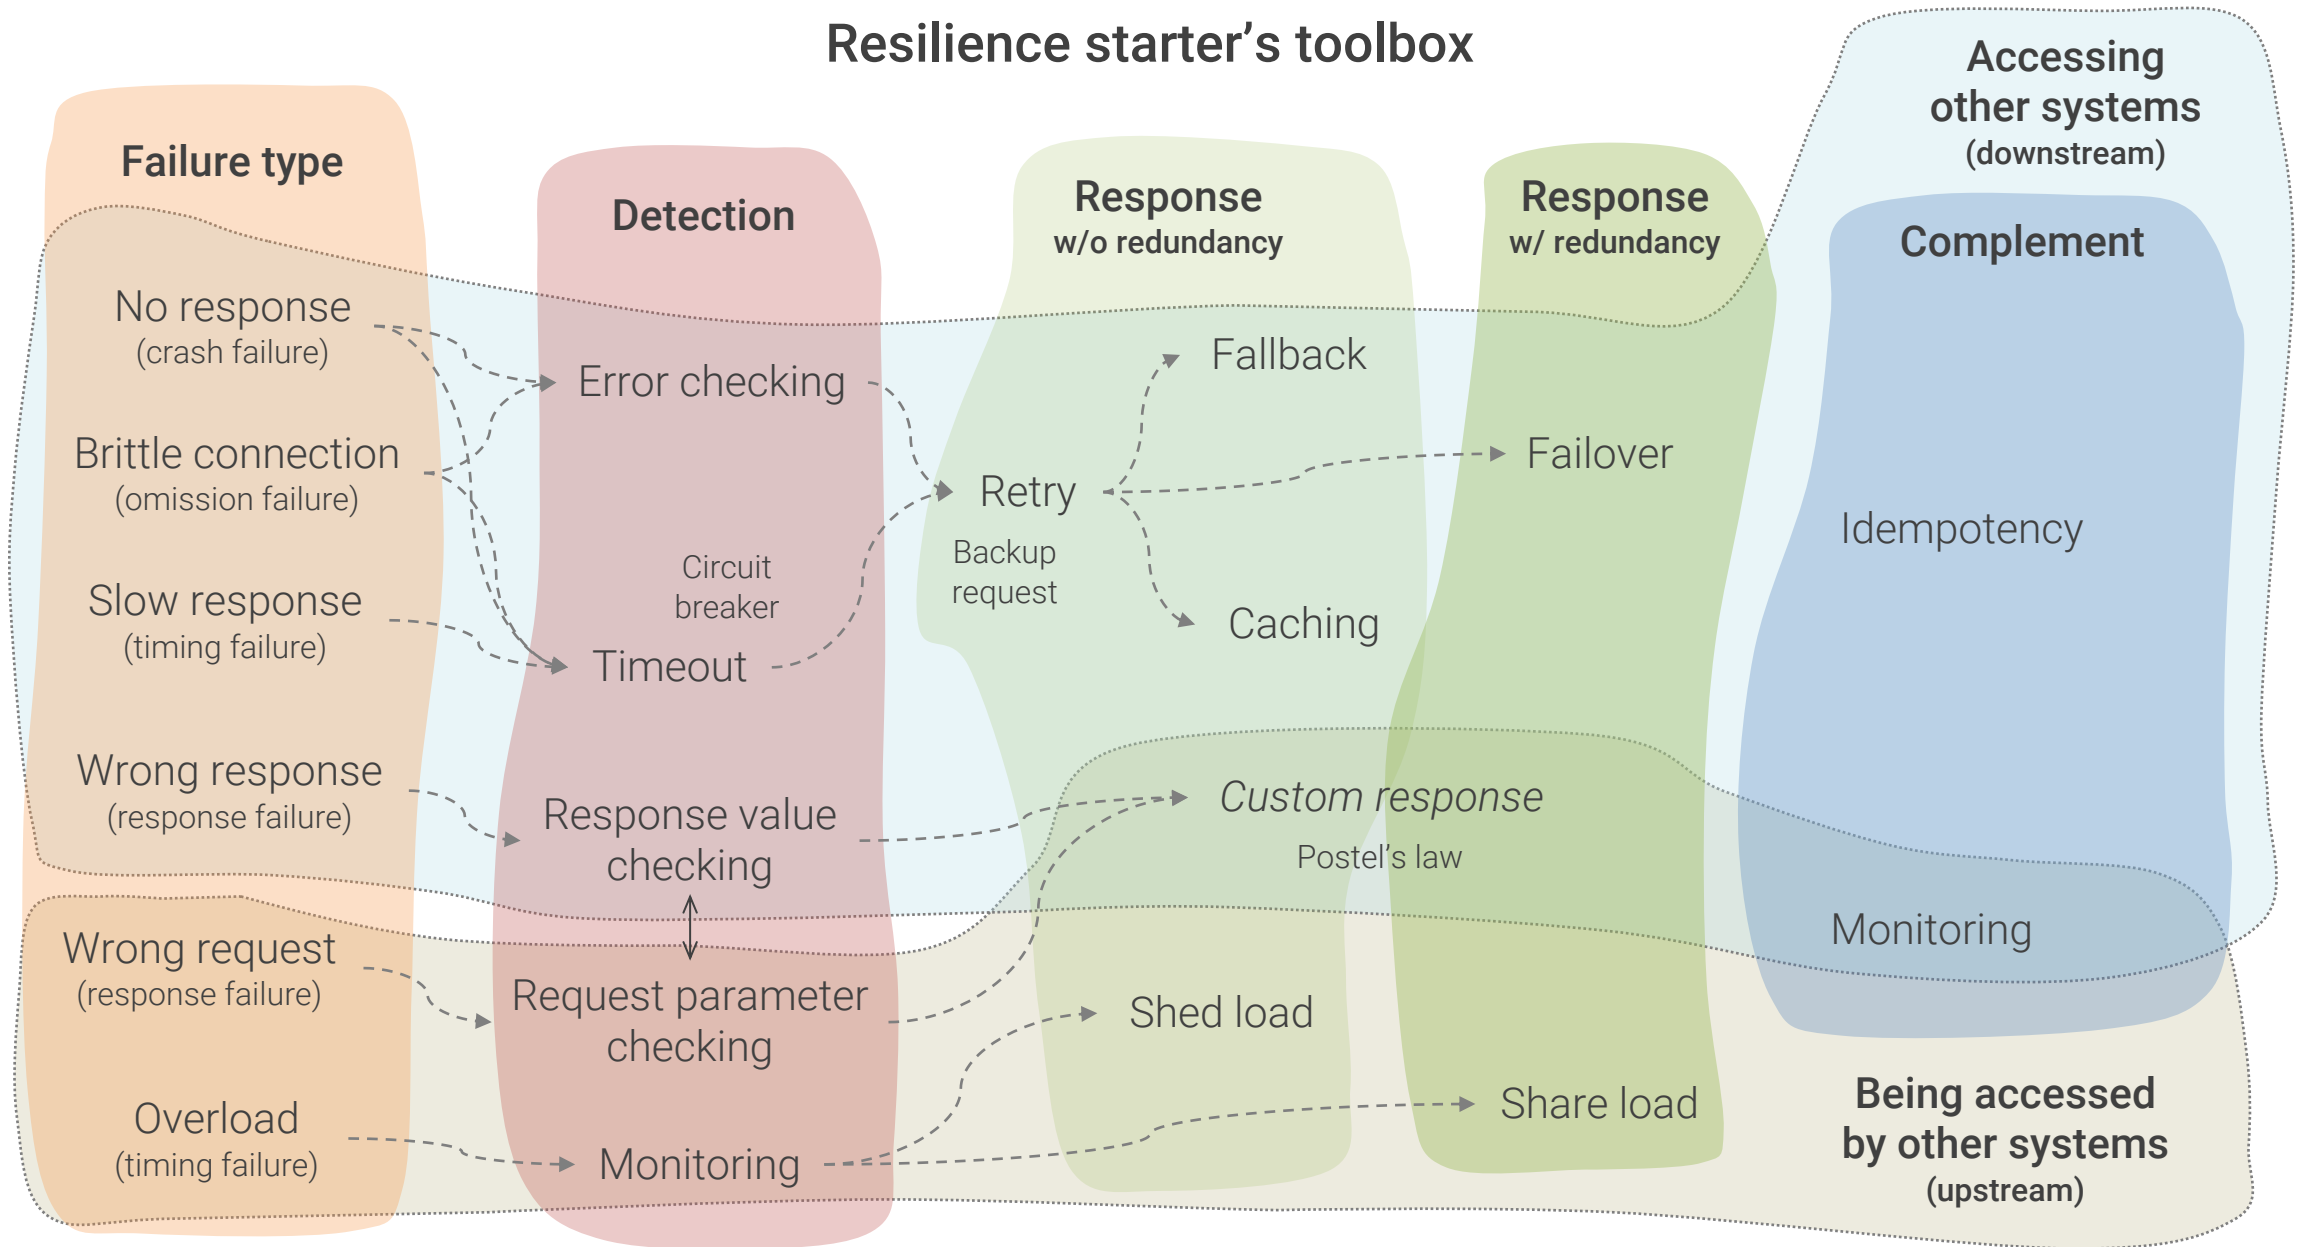 Resilience starter’s toolbox
Failure type
No response
(crash failure)
Brittle connection
(omission failure)
Slow response
(timing failure)
Wrong response
(response failure)
Wrong request
(response failure)
Overload
(timing failure)
Detection
Error checking
Circuit
breaker
Timeout
Response value
checking
Request parameter
checking
Monitoring
Response
w/o redundancy
Fallback
Retry
Backup
request
Caching
Custom response
Postel’s law
Shed load
Response
w/ redundancy
Failover
Share load
Accessing
other systems
(downstream)
Complement
Idempotency
Monitoring
Being accessed
by other systems
(upstream)